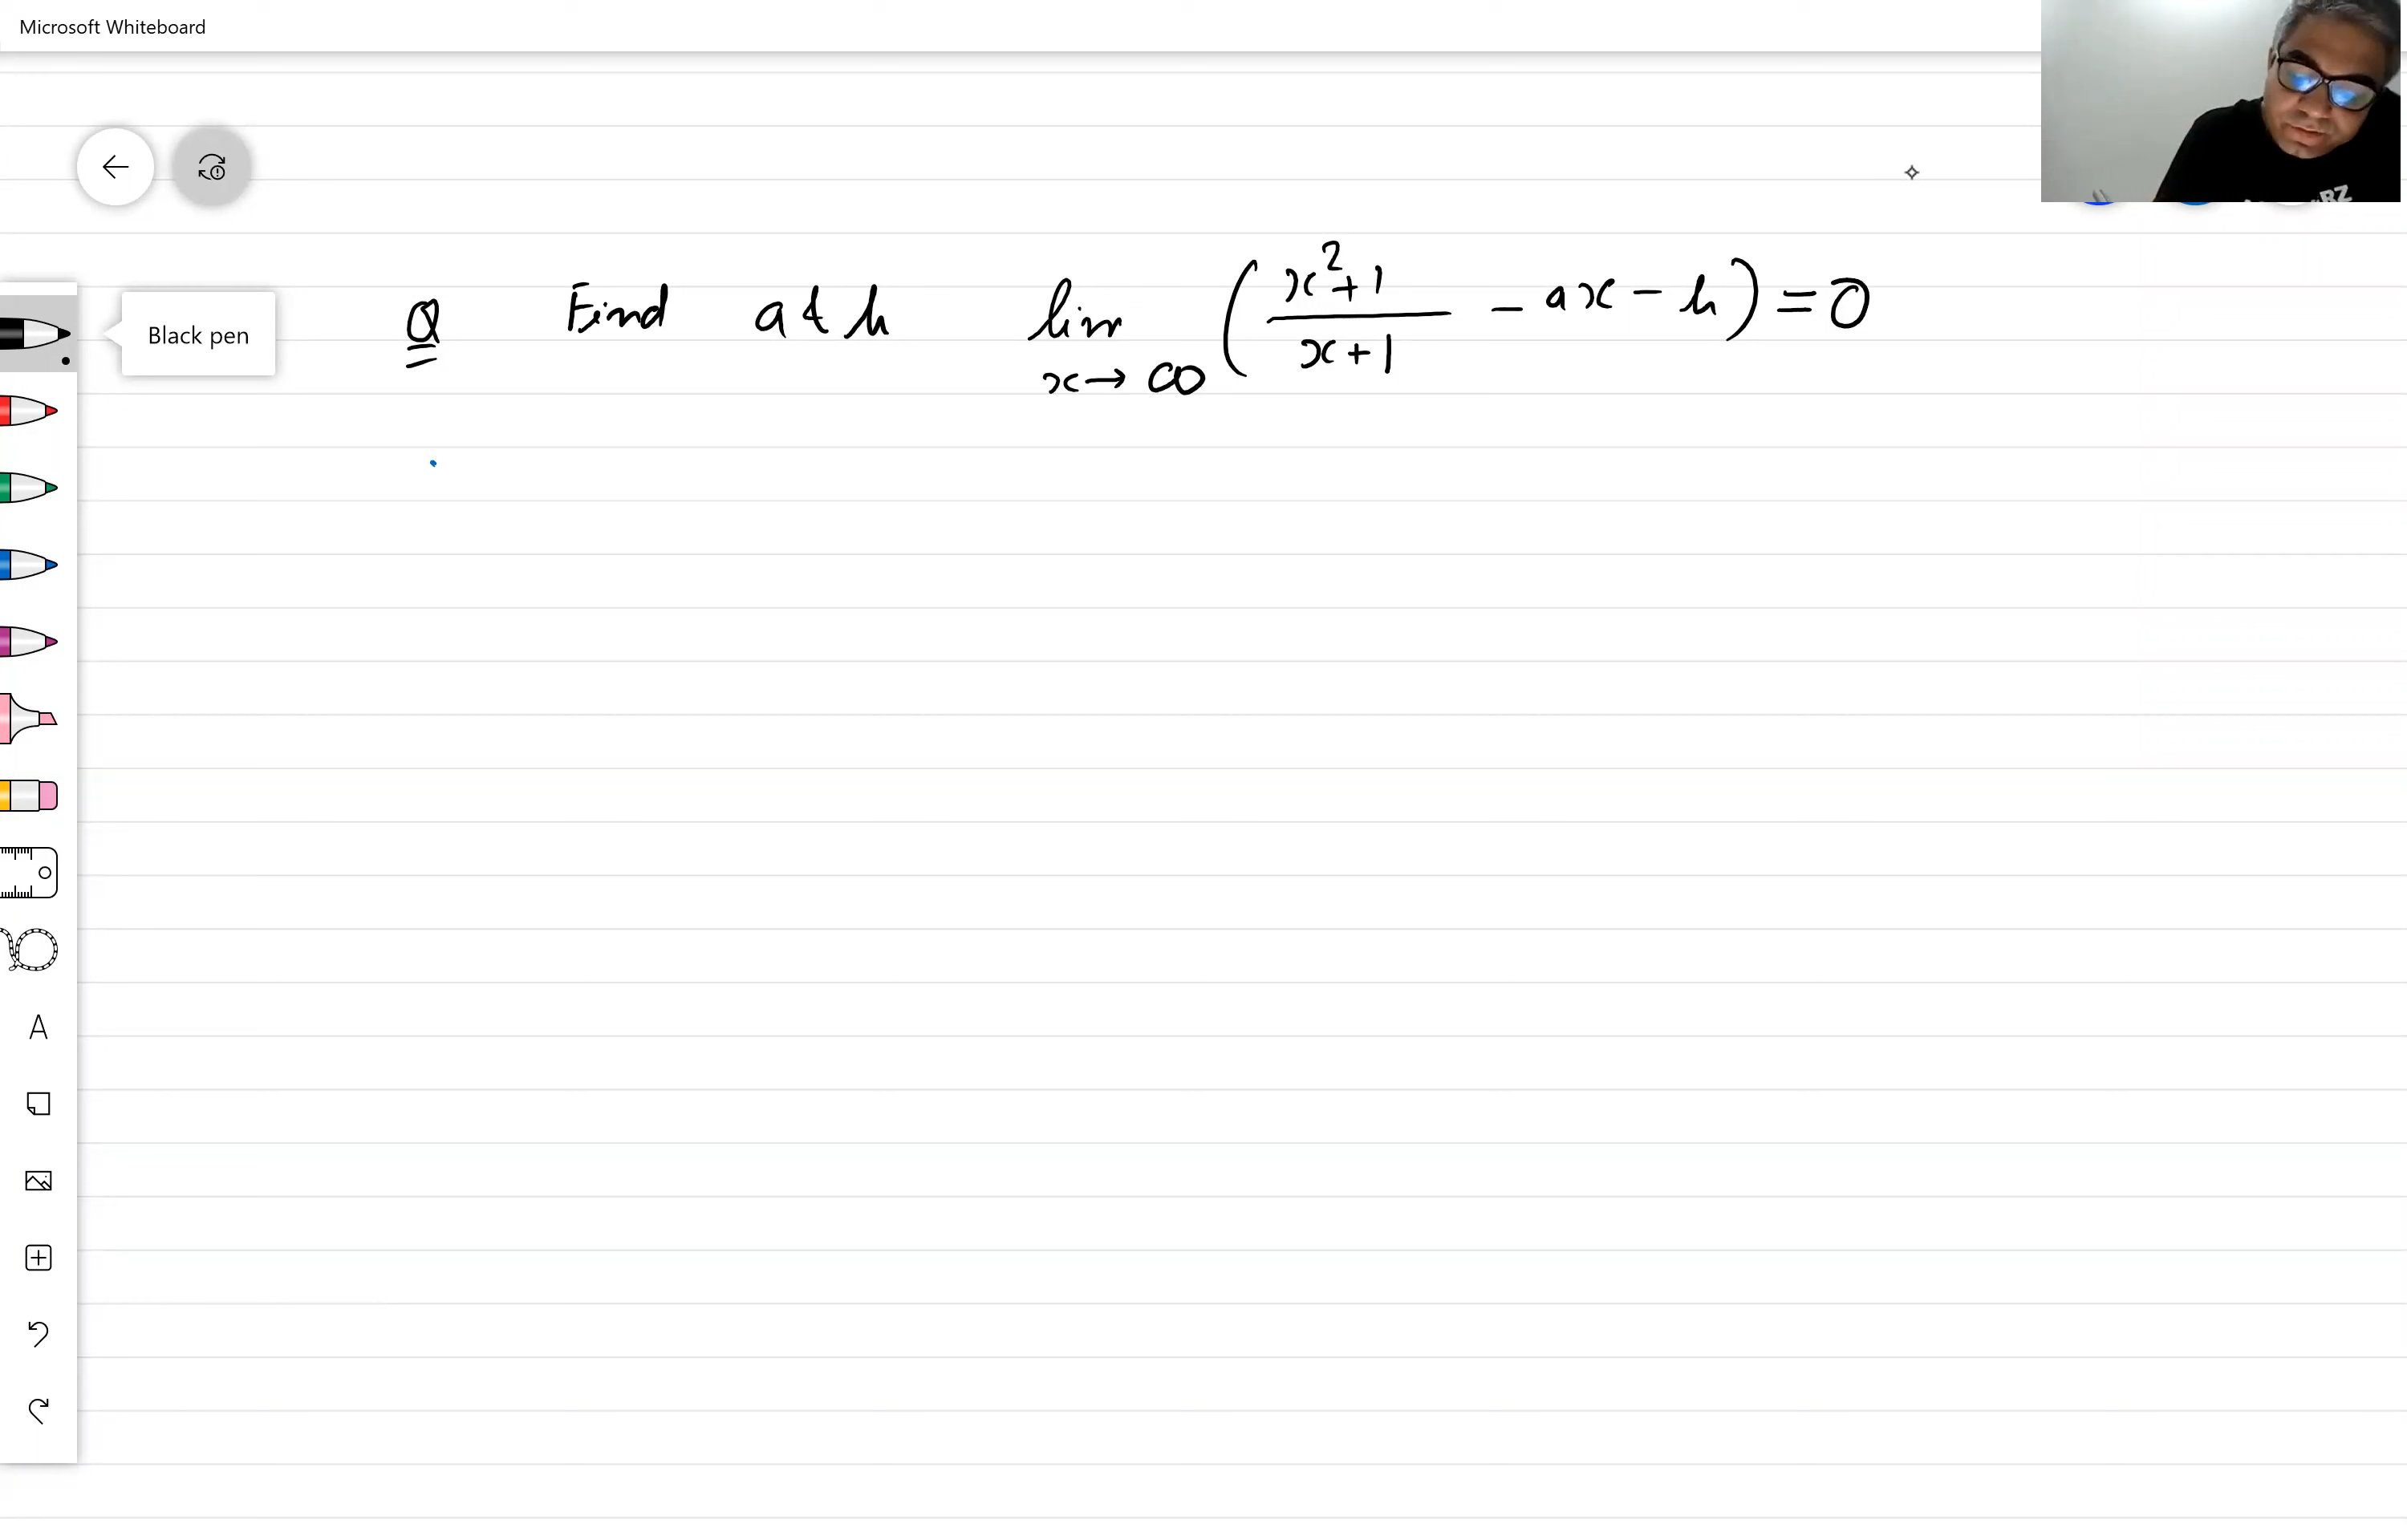 Microsoft Whiteboard
Black pen
Q Find a & h lim x→∞ (x²+1 / x+1 − ax − h) = 0
A